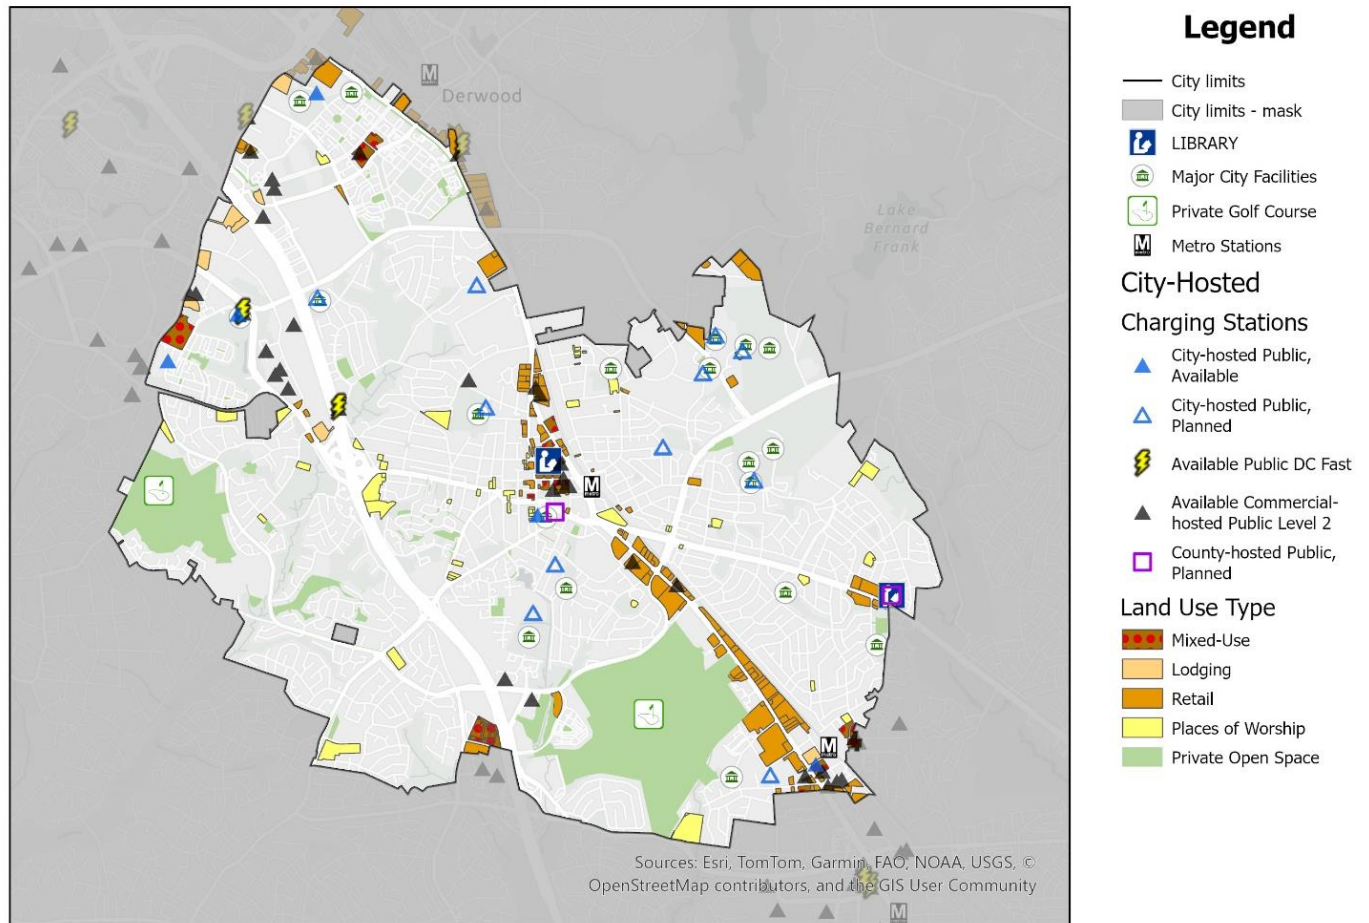 Legend
City limits
City limits - mask
LIBRARY
Major City Facilities
Private Golf Course
M
metro
Metro Stations
City-Hosted
Charging Stations
City-hosted Public,
Available
City-hosted Public,
Planned
Available Public DC Fast
Available Commercial-
hosted Public Level 2
County-hosted Public,
Planned
Land Use Type
Mixed-Use
Lodging
Retail
Places of Worship
Private Open Space
M
Derwood
Lake
Bernard
Frank
M
metro
M
metro
M
Sources: Esri, TomTom, Garmin, FAO, NOAA, USGS, ©
OpenStreetMap contributors, and the GIS User Community